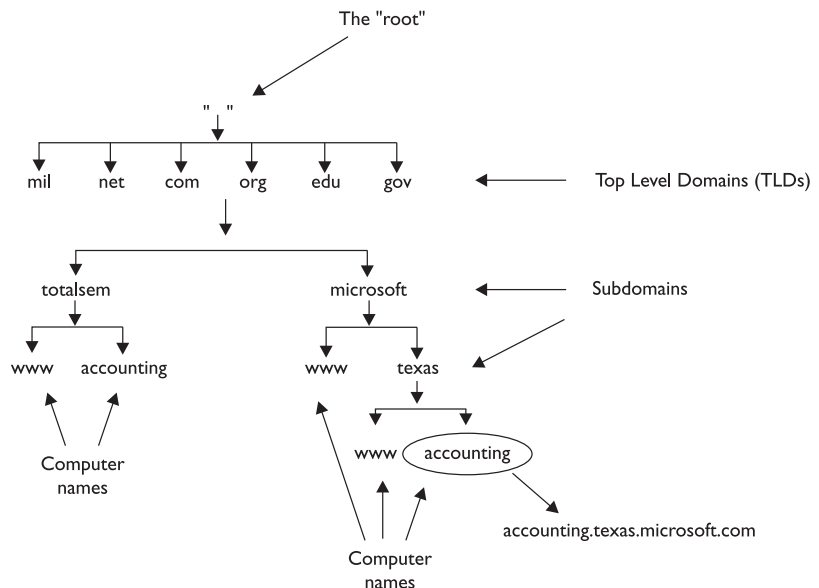 The "root"
" "
mil net com org edu gov
Top Level Domains (TLDs)
totalsem microsoft
Subdomains
www accounting www texas
www accounting
Computer
names
accounting.texas.microsoft.com
Computer
names